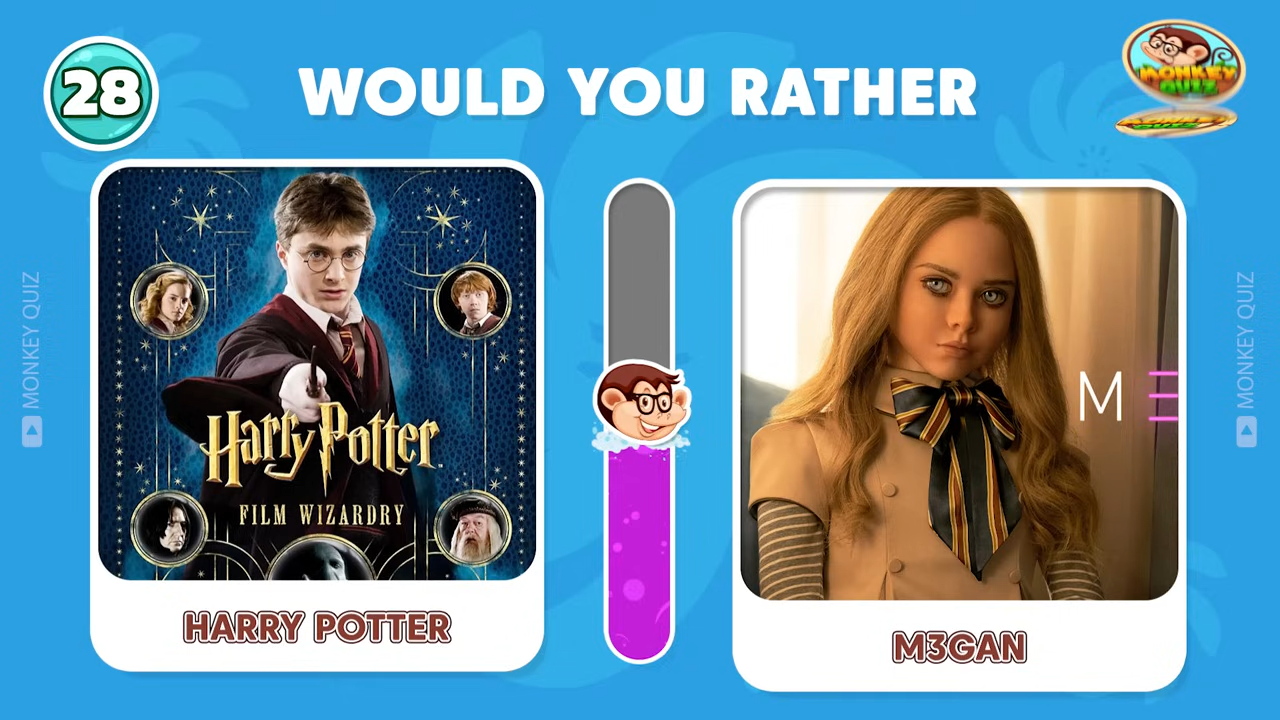 28
WOULD YOU RATHER
MONKEY
QUIZ
MONKEY QUIZ
Harry Potter
FILM WIZARDRY
HARRY POTTER
M Ξ
M3GAN
MONKEY QUIZ